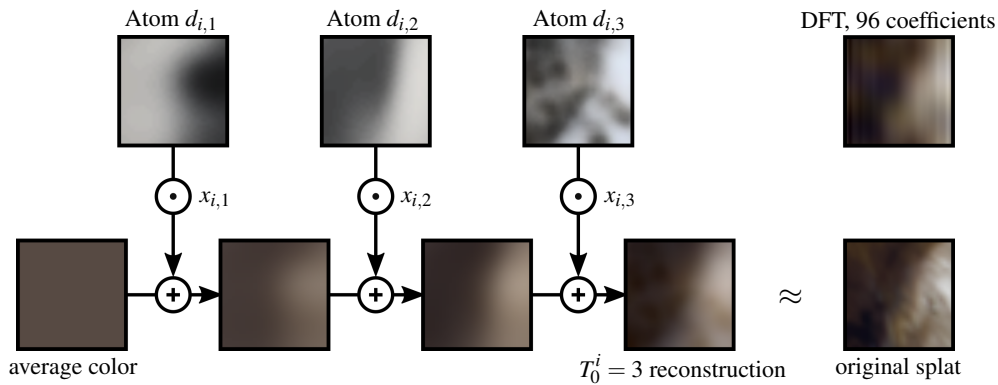 Atom d_{i,1} Atom d_{i,2} Atom d_{i,3} DFT, 96 coefficients
x_{i,1} x_{i,2} x_{i,3}
+ + + ≈
average color T_0^i = 3 reconstruction original splat